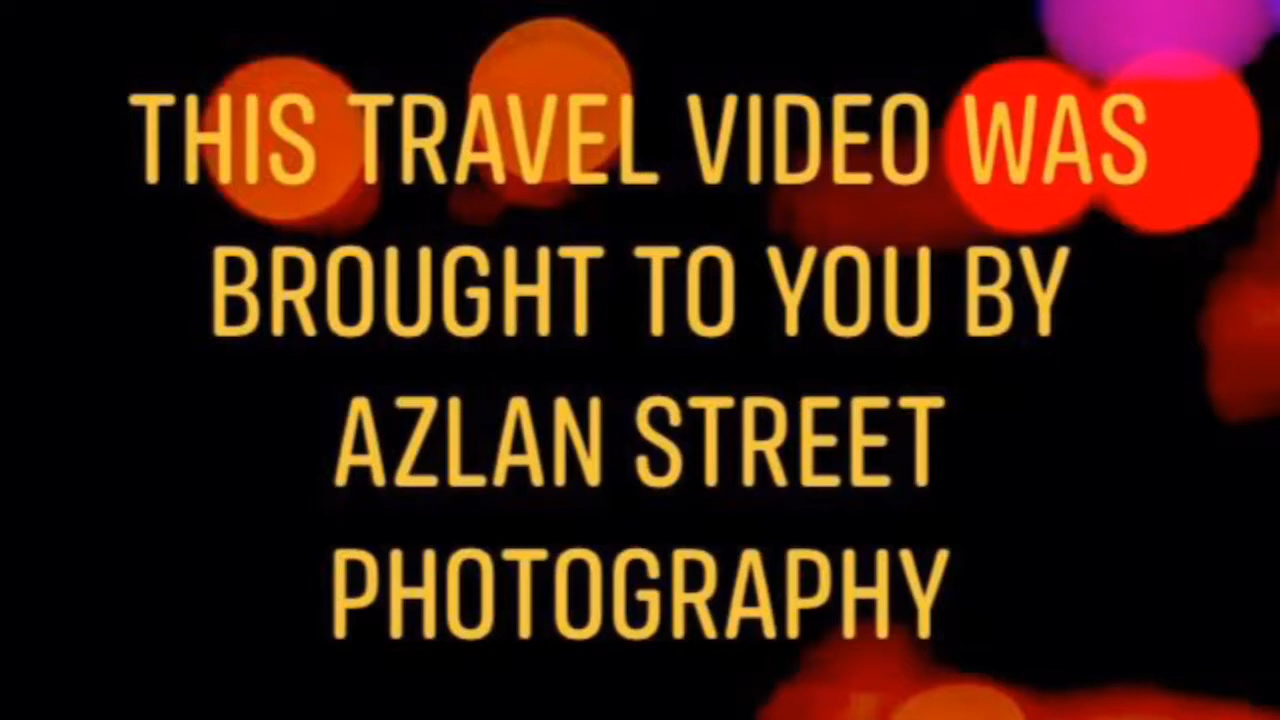 THIS TRAVEL VIDEO WAS
BROUGHT TO YOU BY
AZLAN STREET
PHOTOGRAPHY